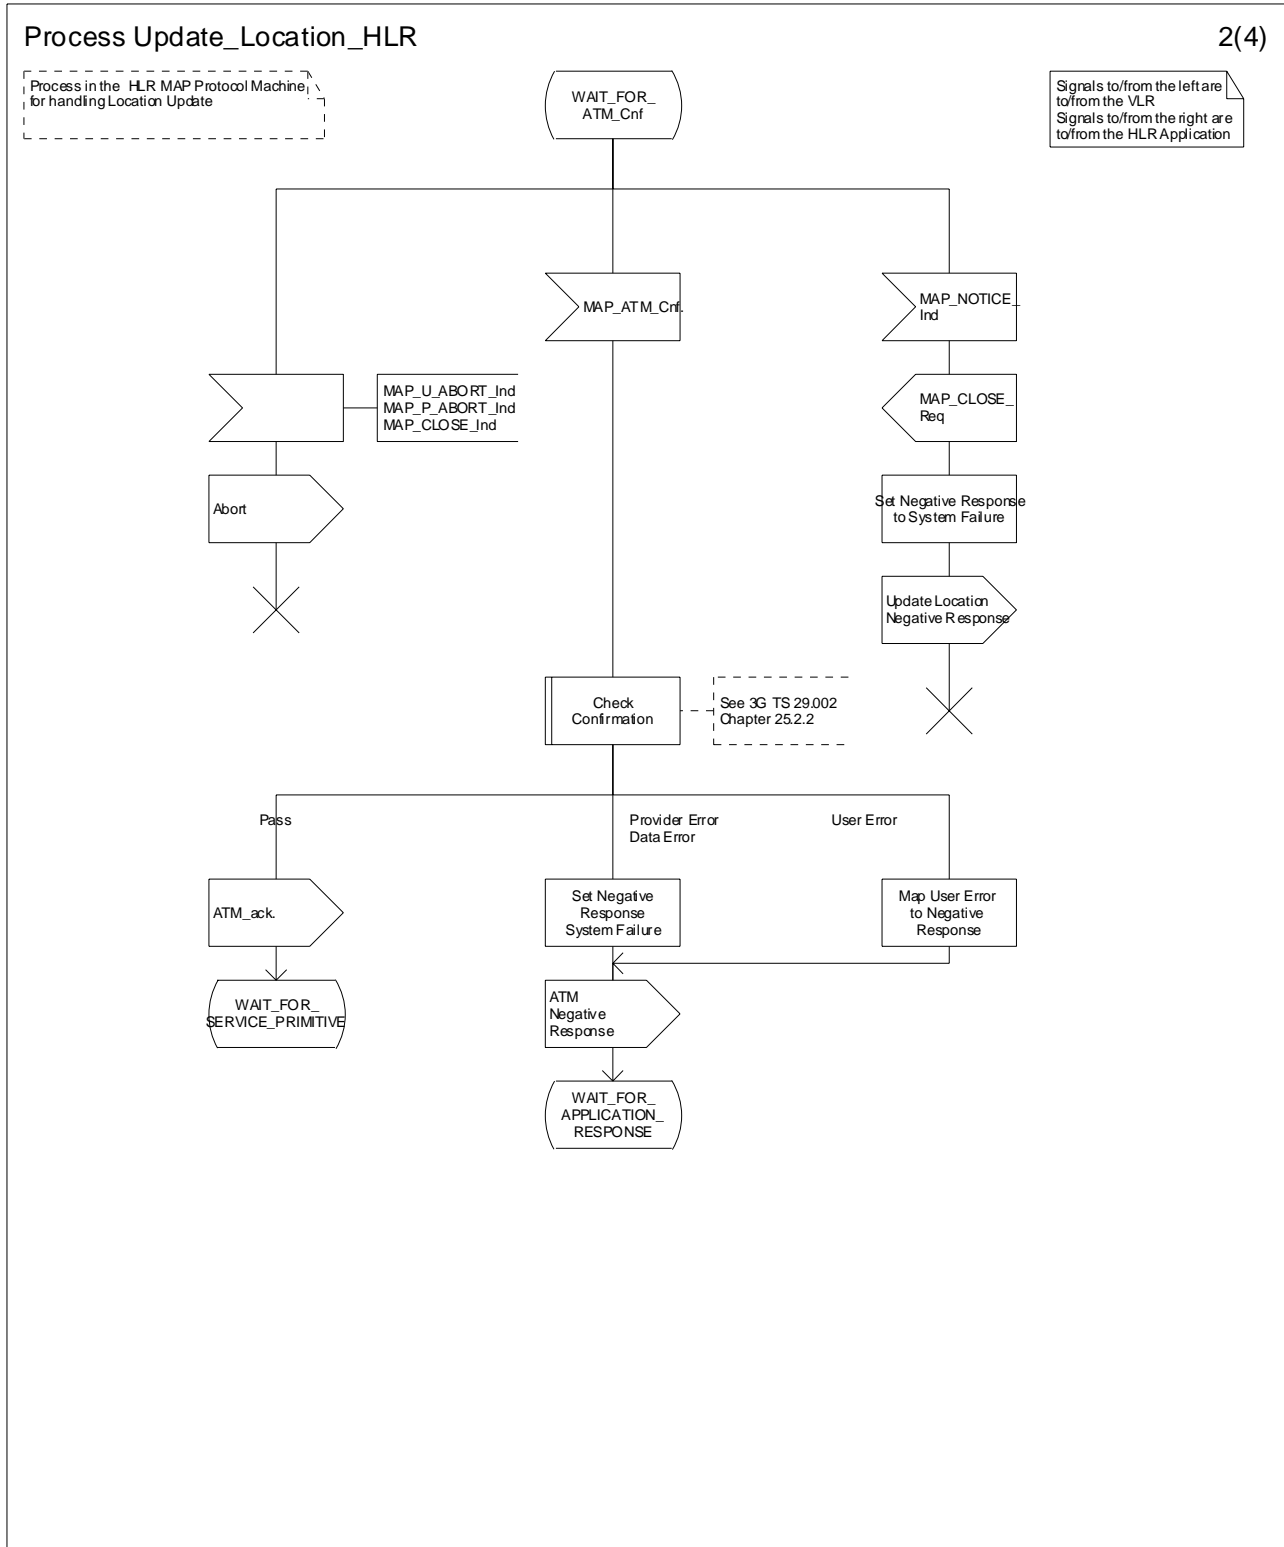 Process Update_Location_HLR
2(4)
Process in the HLR MAP Protocol Machine
for handling Location Update
WAIT_FOR_
ATM_Cnf
Signals to/from the left are
to/from the VLR
Signals to/from the right are
to/from the HLR Application
MAP_ATM_Cnf.
MAP_NOTICE_
Ind
MAP_U_ABORT_Ind
MAP_P_ABORT_Ind
MAP_CLOSE_Ind
MAP_CLOSE_
Req
Abort
Set Negative Response
to System Failure
Update Location
Negative Response
Check
Confirmation
See 3G TS 29.002
Chapter 25.2.2
Pass
Provider Error
Data Error
User Error
ATM_ack.
Set Negative
Response
System Failure
Map User Error
to Negative
Response
WAIT_FOR_
SERVICE_PRIMITIVE
ATM
Negative
Response
WAIT_FOR_
APPLICATION_
RESPONSE